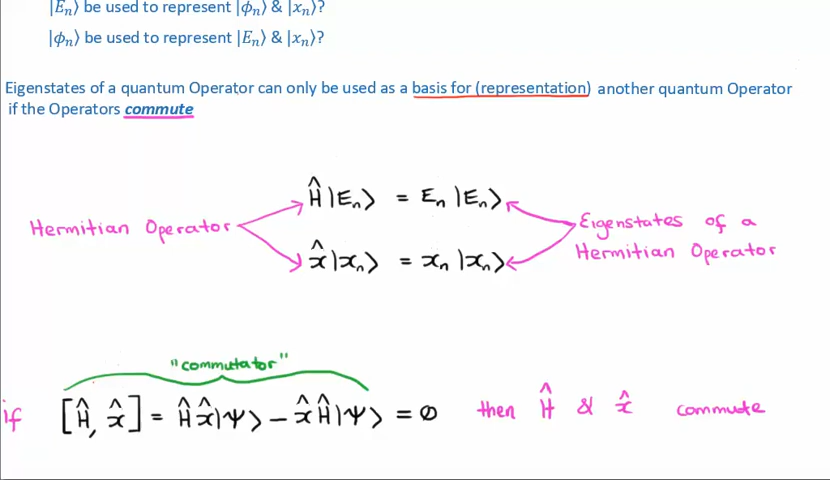 |Eₙ⟩ be used to represent |ϕₙ⟩ & |xₙ⟩?
|ϕₙ⟩ be used to represent |Eₙ⟩ & |xₙ⟩?
Eigenstates of a quantum Operator can only be used as a basis for (representation) another quantum Operator
if the Operators commute
Ĥ|Eₙ⟩ = Eₙ|Eₙ⟩
Hermitian Operator
Eigenstates of a
Hermitian Operator
x̂|xₙ⟩ = xₙ|xₙ⟩
"commutator"
if [Ĥ, x̂] = Ĥx̂|Ψ⟩ − x̂Ĥ|Ψ⟩ = 0 then Ĥ & x̂ commute